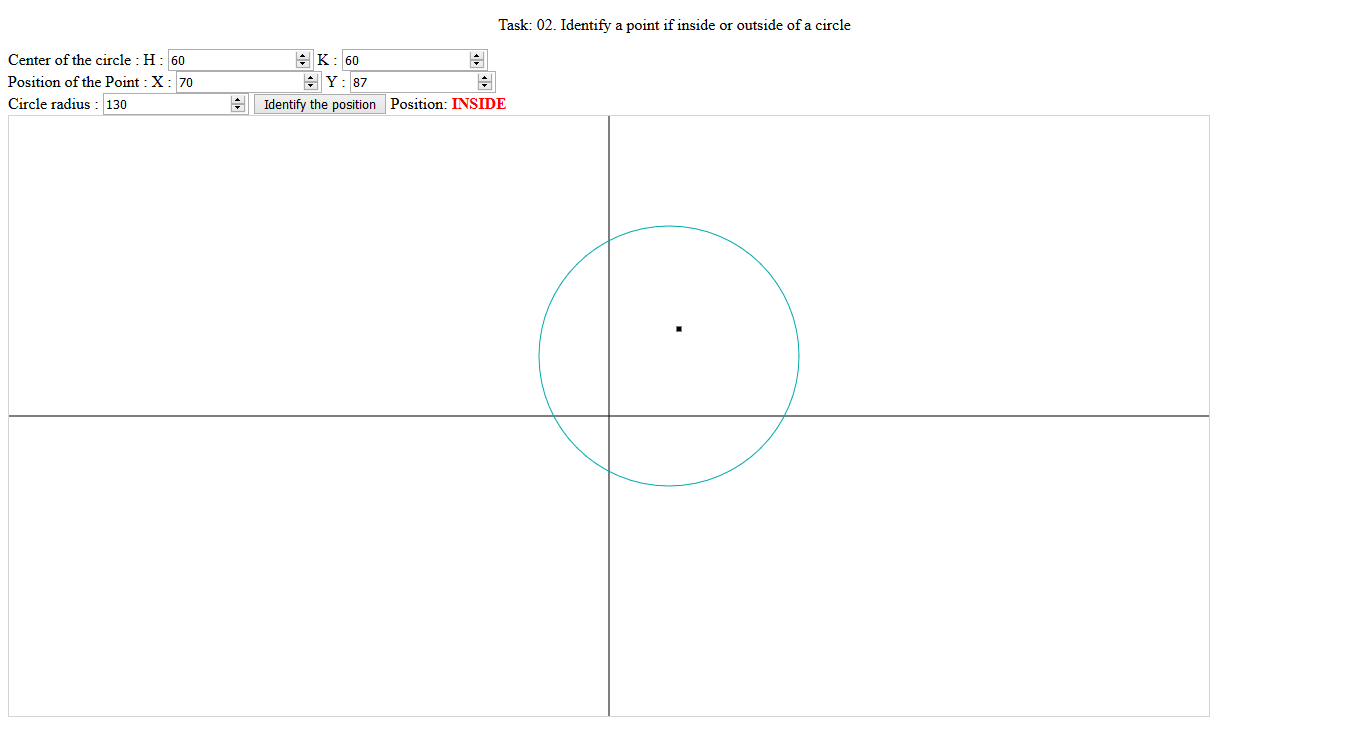 Task: 02. Identify a point if inside or outside of a circle
Center of the circle : H : 60 K : 60
Position of the Point : X : 70 Y : 87
Circle radius : 130 Identify the position Position: INSIDE